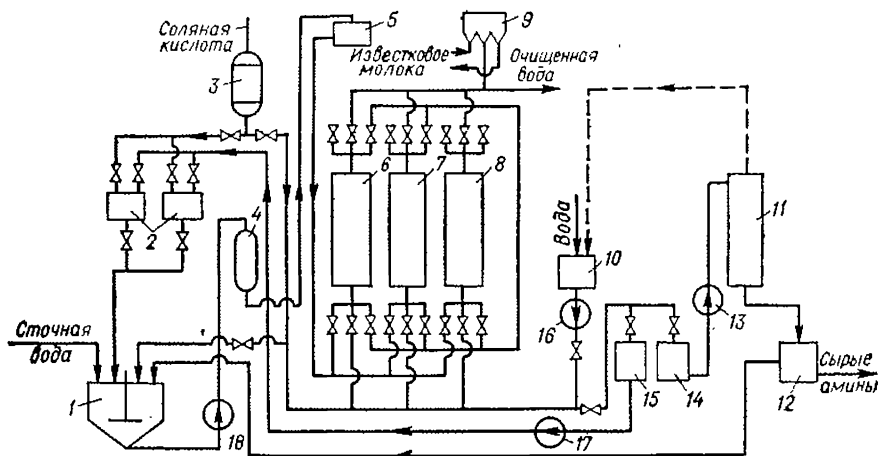 Соляная
кислота
3
5
9
Известковое
молоко
Очищенная
вода
6
7
8
11
2
4
Вода
10
16
13
Сточная
вода
1
18
15
14
12
Сырые
амины
17